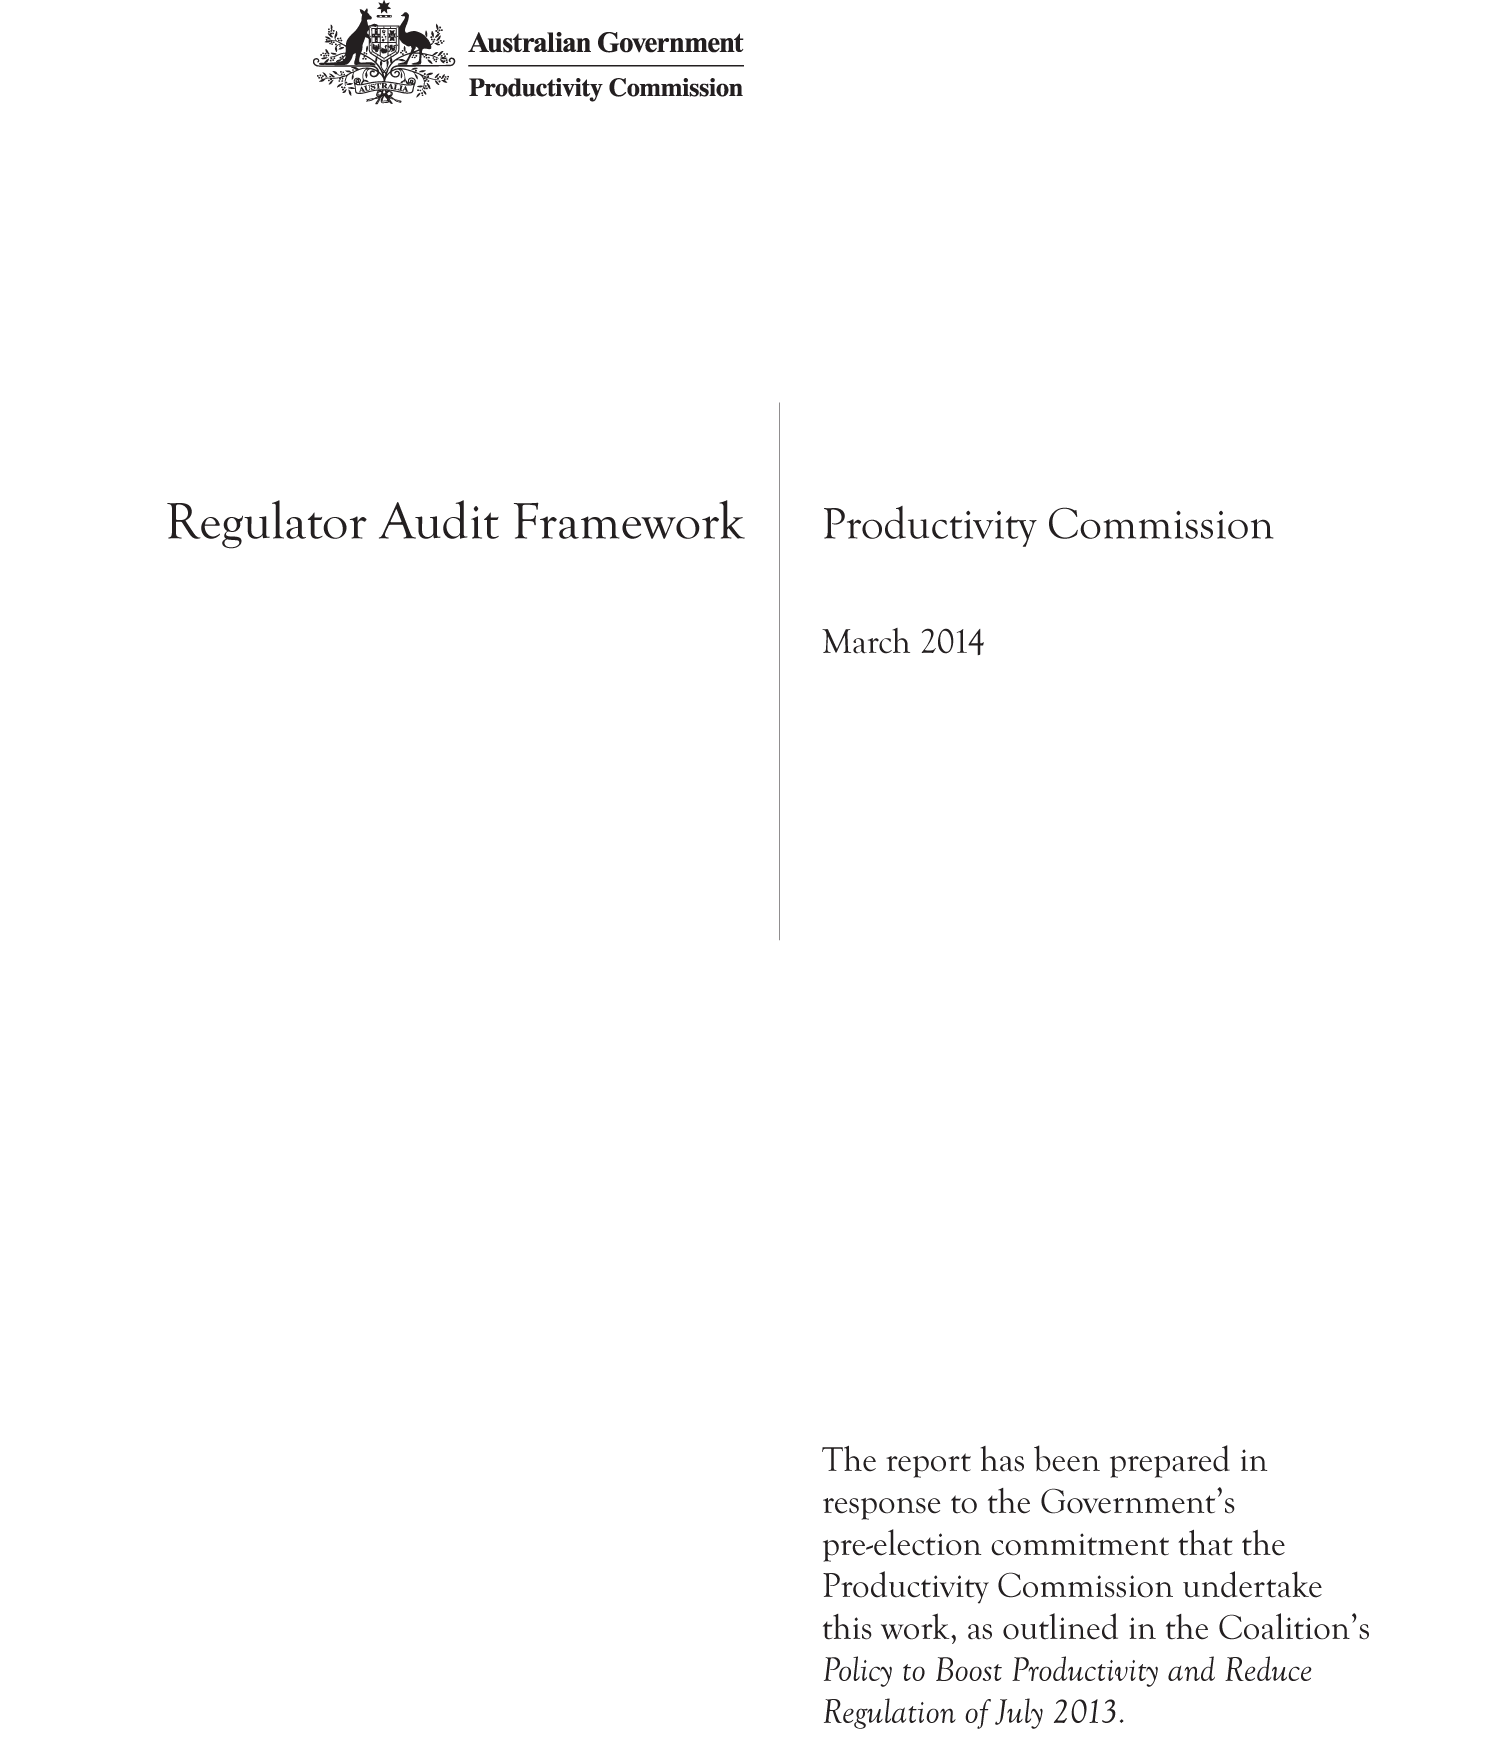 Australian Government
Productivity Commission
AUSTRALIA
Regulator Audit Framework
Productivity Commission
March 2014
The report has been prepared in
response to the Government’s
pre-election commitment that the
Productivity Commission undertake
this work, as outlined in the Coalition’s
Policy to Boost Productivity and Reduce
Regulation of July 2013.